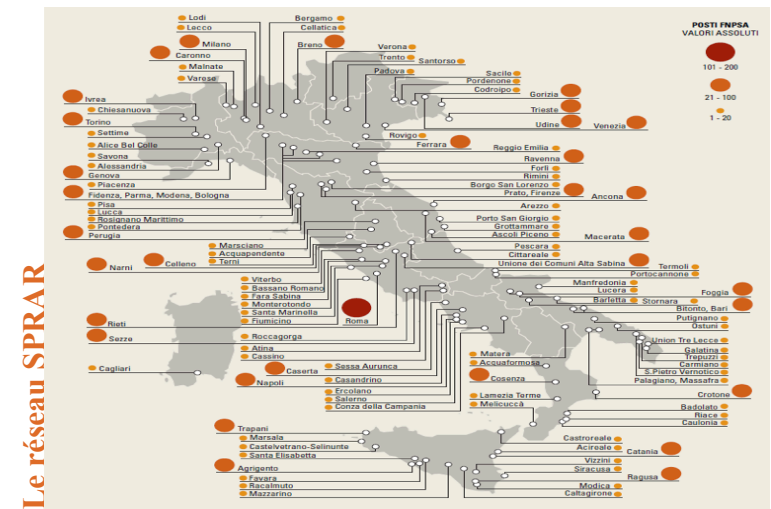 Le réseau SPRAR
POSTI FNPSA
VALORI ASSOLUTI
101 - 200
21 - 100
1 - 20
Lodi
Lecco
Milano
Caronno
Malnate
Varese
Bergamo
Cellatica
Breno
Verona
Trento
Santorso
Padova
Sacile
Pordenone
Codroipo
Gorizia
Trieste
Udine
Venezia
Ivrea
Chiesanuova
Torino
Settime
Alice Bel Colle
Savona
Alessandria
Genova
Piacenza
Fidenza, Parma, Modena, Bologna
Pisa
Lucca
Rosignano Marittimo
Pontedera
Perugia
Rovigo
Ferrara
Reggio Emilia
Ravenna
Forlì
Rimini
Borgo San Lorenzo
Prato, Firenze
Ancona
Arezzo
Porto San Giorgio
Grottammare
Ascoli Piceno
Macerata
Pescara
Cittareale
Unione dei Comuni Alta Sabina
Termoli
Portocannone
Marsciano
Acquapendente
Terni
Celleno
Narni
Viterbo
Bassano Romano
Fara Sabina
Monterotondo
Santa Marinella
Fiumicino
Roma
Rieti
Sezze
Roccagorga
Atina
Cassino
Manfredonia
Lucera
Foggia
Barletta
Stornara
Bitonto, Bari
Putignano
Ostuni
Union Tre Lecce
Galatina
Trepuzzi
Carmiano
S.Pietro Vernotico
Palagiano, Massafra
Crotone
Badolato
Riace
Caulonia
Cagliari
Sessa Aurunca
Caserta
Casandrino
Napoli
Ercolano
Salerno
Conza della Campania
Matera
Acquaformosa
Cosenza
Lamezia Terme
Melicuccà
Trapani
Marsala
Castelvetrano-Selinunte
Santa Elisabetta
Agrigento
Favara
Racalmuto
Mazzarino
Castroreale
Acireale
Catania
Vizzini
Siracusa
Ragusa
Modica
Caltagirone